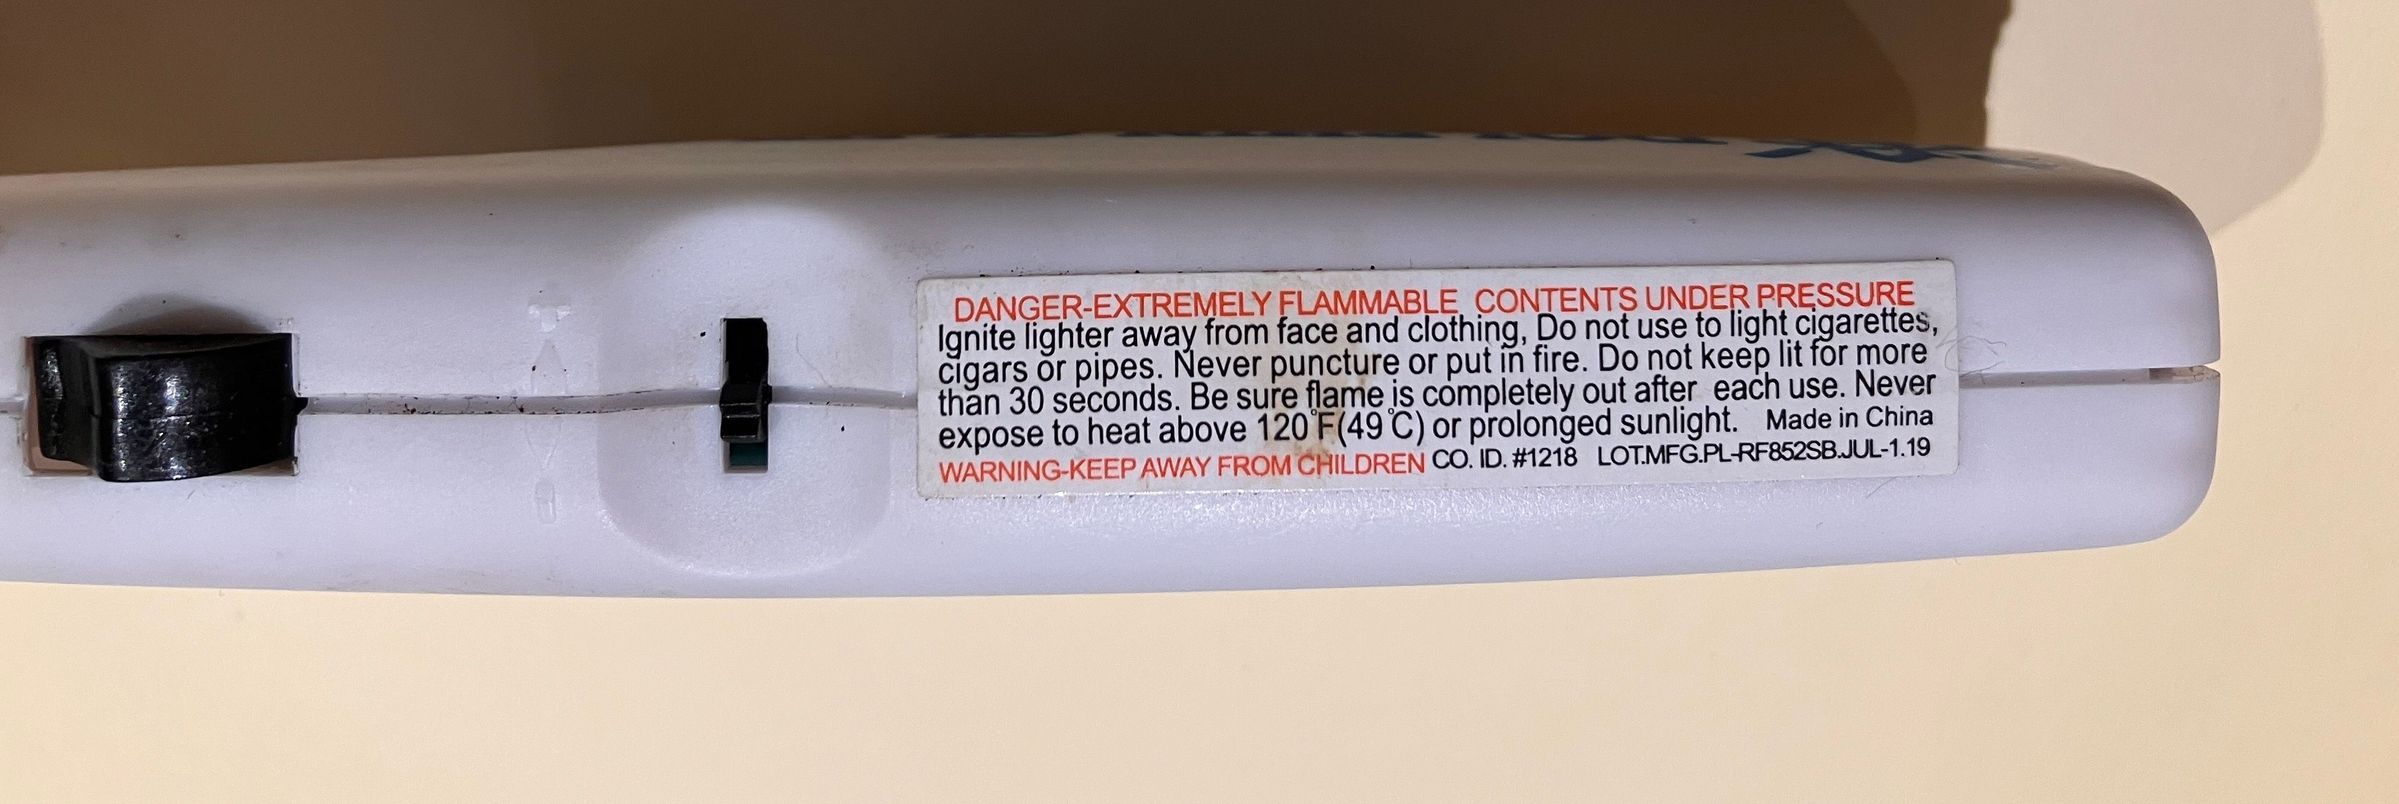 DANGER-EXTREMELY FLAMMABLE CONTENTS UNDER PRESSURE
Ignite lighter away from face and clothing, Do not use to light cigarettes,
cigars or pipes. Never puncture or put in fire. Do not keep lit for more
than 30 seconds. Be sure flame is completely out after each use. Never
expose to heat above 120°F(49°C) or prolonged sunlight. Made in China
WARNING-KEEP AWAY FROM CHILDREN CO. ID. #1218 LOT.MFG.PL-RF852SB.JUL-1.19